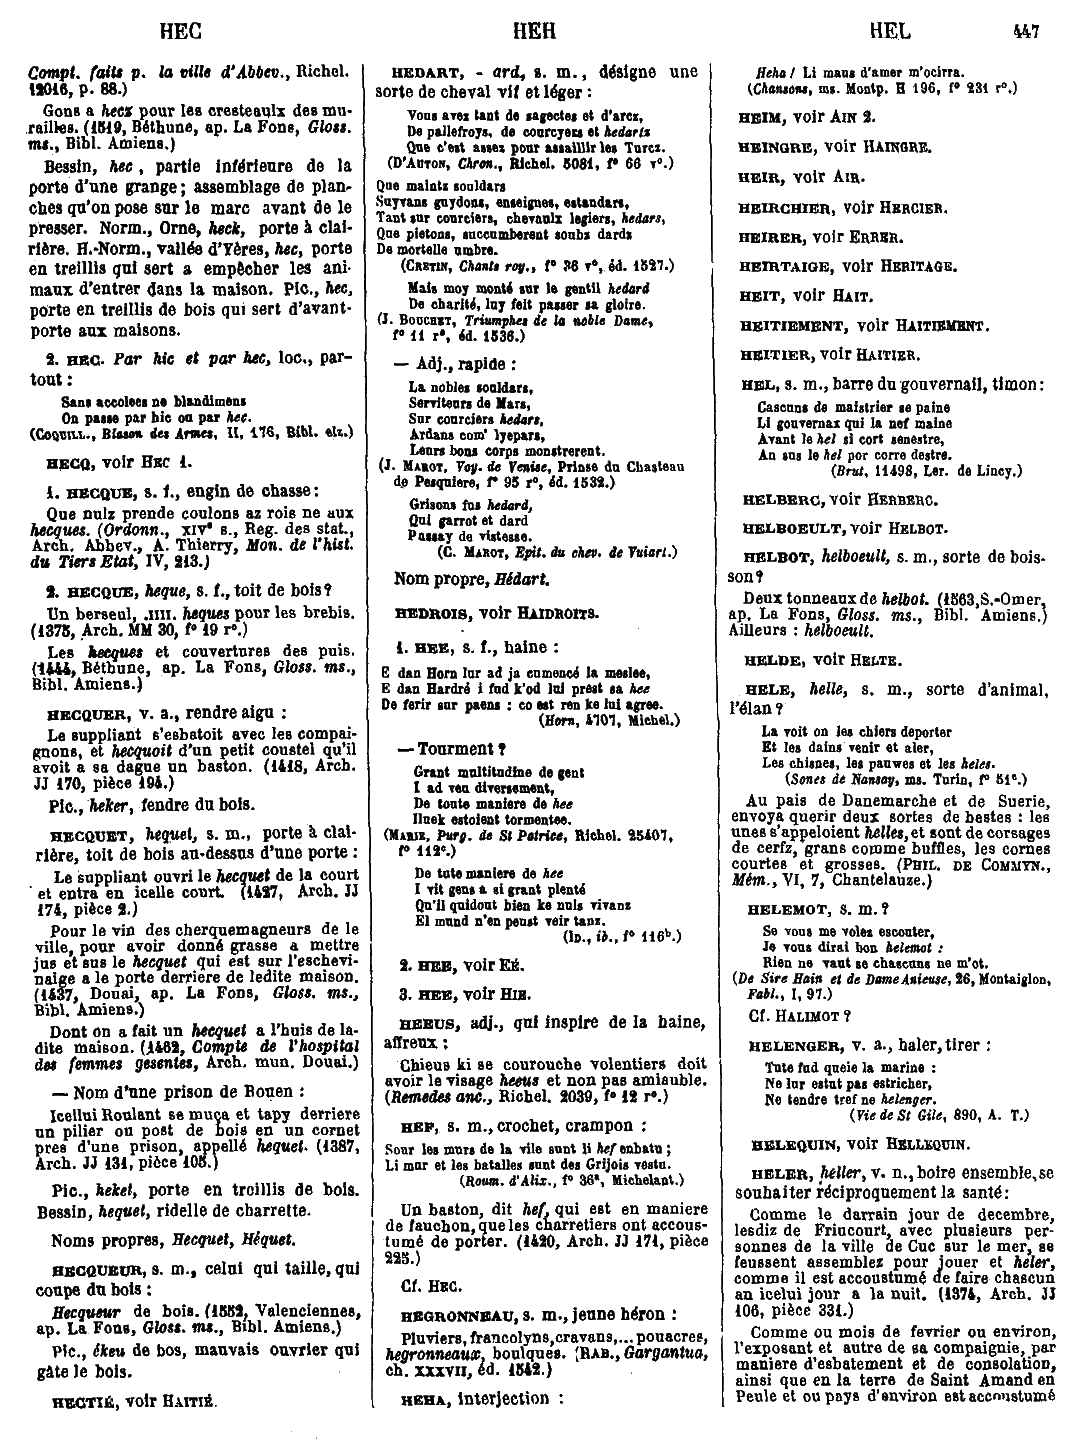 HEC
HEH
HEL
447
Compt. faits p. la ville d'Abbev., Richel.
12016, p. 88.)
Gons a hecz pour les cresteaulx des mu-
railles. (1519, Béthune, ap. La Fons, Gloss.
ms., Bibl. Amiens.)
Bessin, hec, partie inférieure de la
porte d'une grange; assemblage de plan-
ches qu'on pose sur le marc avant de le
presser. Norm., Orne, heck, porte à clai-
rière. H.-Norm., vallée d'Yères, hec, porte
en treillis qui sert a empêcher les ani-
maux d'entrer dans la maison. Pic., hec,
porte en treillis de bois qui sert d'avant-
porte aux maisons.
2. HEC. Par hic et par hec, loc., par-
tout :
Sans accolees ne blandimens
On passe par hic ou par hec.
(COQUILL., Blason des Armes, II, 176, Bibl. elz.)
HECQ, voir HEC 1.
1. HECQUE, s. f., engin de chasse :
Que nulz prende coulons az rois ne aux
hecques. (Ordonn., XIVe s., Reg. des stat.,
Arch. Abbev., A. Thierry, Mon. de l'hist.
du Tiers Etat, IV, 213.)
2. HECQUE, heque, s. f., toit de bois?
Un berseul, .IIII. heques pour les brebis.
(1375, Arch. MM 30, f° 19 r°.)
Les hecques et couvertures des puis.
(1444, Béthune, ap. La Fons, Gloss. ms.,
Bibl. Amiens.)
HECQUER, v. a., rendre aigu :
Le suppliant s'esbatoit avec les compai-
gnons, et hecquoit d'un petit coustel qu'il
avoit a sa dague un baston. (1418, Arch.
JJ 170, pièce 194.)
Pic., heker, fendre du bois.
HECQUET, hequet, s. m., porte à clai-
rière, toit de bois au-dessus d'une porte :
Le suppliant ouvri le hecquet de la court
et entra en icelle court. (1427, Arch. JJ
174, pièce 2.)
Pour le vin des cherquemagneurs de le
ville, pour avoir donné grasse a mettre
jus et sus le hecquet qui est sur l'eschevi-
naige a le porte derriere de ledite maison.
(1437, Douai, ap. La Fons, Gloss. ms.,
Bibl. Amiens.)
Dont on a fait un hecquet a l'huis de la-
dite maison. (1462, Compte de l'hospital
des femmes gesentes, Arch. mun. Douai.)
— Nom d'une prison de Rouen :
Icellui Roulant se muça et tapy derriere
un pilier ou post de bois en un cornet
pres d'une prison, appellé hequet. (1387,
Arch. JJ 131, pièce 105.)
Pic., heket, porte en treillis de bois.
Bessin, hequet, ridelle de charrette.
Noms propres, Hecquet, Héquet.
HECQUEUR, s. m., celui qui taille, qui
coupe du bois :
Hecqueur de bois. (1552, Valenciennes,
ap. La Fons, Gloss. ms., Bibl. Amiens.)
Pic., ékeu de bos, mauvais ouvrier qui
gâte le bois.
HECTIÉ, voir HAITIÉ.
HEDART, - ard, s. m., désigne une
sorte de cheval vif et léger :
Vous avez tant de sagectes et d'arcz,
De pallefroys, de courcyers et hedartz
Que c'est assez pour assaillir les Turcz.
(D'AUTON, Chron., Richel. 5081, f° 66 v°.)
Que maintz souldars
Suyvans guydons, enseignes, estandars,
Tant sur courciers, chevaulx legiers, hedars,
Que pietons, succumberent soubz dardz
De mortelle umbre.
(CRETIN, Chants roy., f° 36 v°, éd. 1527.)
Mais moy monté sur le gentil hedard
De charité, luy feit passer sa gloire.
(J. BOUCHET, Triumphes de la noble Dame,
f° 11 r°, éd. 1536.)
— Adj., rapide :
La nobles souldars,
Serviteurs de Mars,
Sur courciers hedars,
Ardans com' lyepars,
Leurs bons corps monstrerent.
(J. MAROT, Voy. de Venise, Prinse du Chasteau
de Pesquiere, f° 95 r°, éd. 1532.)
Grisons fus hedard,
Qui garrot et dard
Passay de vistesse.
(C. MAROT, Epit. du chev. de Vuiart.)
Nom propre, Hédart.
HEDROIS, voir HAIDROITS.
1. HEE, s. f., haine :
E dan Horn lur ad ja cumencé la meslee,
E dan Hardré i fud k'od lui prest sa hee
De ferir sur paens : co est ren ke lui agree.
(Horn, 4707, Michel.)
— Tourment ?
Grant multitudine de gent
I ad veu diversement,
De toute maniere de hee
Iluek estoient tormentee.
(MARIE, Purg. de St Patrice, Richel. 25407,
f° 112c.)
De tute maniere de hee
I vit gens a si grant plenté
Qu'il quidout bien ke nuls vivanz
El mund n'en peust veir tanz.
(ID., ib., f° 116b.)
2. HEE, voir EÉ.
3. HEE, voir HIE.
HEEUS, adj., qui inspire de la haine,
affreux :
Chieus ki se courouche volentiers doit
avoir le visage heeus et non pas amiauble.
(Remedes anc., Richel. 2039, f° 12 r°.)
HEF, s. m., crochet, crampon :
Sour les murs de la vile sunt li hef enbatu ;
Li mur et les batalles sunt des Grijois vestu.
(Roum. d'Alix., f° 36a, Michelant.)
Un baston, dit hef, qui est en maniere
de fauchon, que les charretiers ont accous-
tumé de porter. (1420, Arch. JJ 171, pièce
225.)
Cf. HEC.
HEGRONNEAU, s. m., jeune héron :
Pluviers, francolyns, cravans,... pouacres,
hegronneaux, boulques. (RAB., Gargantua,
ch. XXXVII, éd. 1542.)
HEHA, interjection :
Heha ! Li maus d'amer m'ocirra.
(Chansons, ms. Montp. H 196, f° 231 r°.)
HEIM, voir AIN 2.
HEINGRE, voir HAINGRE.
HEIR, voir AIR.
HEIRCHIER, voir HERCIER.
HEIRER, voir ERRER.
HEIRTAIGE, voir HERITAGE.
HEIT, voir HAIT.
HEITIEMENT, voir HAITIEMENT.
HEITIER, voir HAITIER.
HEL, s. m., barre du gouvernail, timon :
Cascuns de maistrier se paine
Li gouvernax qui la nef maine
Avant le hel si cort senestre,
An sus le hel por corre destre.
(Brut, 11498, Ler. de Lincy.)
HELBERC, voir HERBERC.
HELBOEULT, voir HELBOT.
HELBOT, helboeult, s. m., sorte de bois-
son?
Deux tonneaux de helbot. (1563, S.-Omer,
ap. La Fons, Gloss. ms., Bibl. Amiens.)
Ailleurs : helboeult.
HELDE, voir HELTE.
HELE, helle, s. m., sorte d'animal,
l'élan ?
La voit on les chiers deporter
Et les dains venir et aler,
Les chisnes, les pauwes et les heles.
(Sones de Nansay, ms. Turin, f° 51c.)
Au pais de Danemarche et de Suerie,
envoya querir deux sortes de bestes : les
unes s'appeloient helles, et sont de corsages
de cerfz, grans comme buffles, les cornes
courtes et grosses. (PHIL. DE COMMYN.,
Mém., VI, 7, Chantelauze.)
HELEMOT, s. m. ?
Se vous me volez escouter,
Je vous dirai bon helemot :
Rien ne vaut se chascuns ne m'ot.
(De Sire Hain et de Dame Anieuse, 26, Montaiglon,
Fabl., I, 97.)
Cf. HALIMOT ?
HELENGER, v. a., haler, tirer :
Tute fud queie la marine :
Ne lur estut pas estricher,
Ne tendre tref ne helenger.
(Vie de St Gile, 890, A. T.)
HELEQUIN, voir HELLEQUIN.
HELER, heller, v. n., boire ensemble, se
souhaiter réciproquement la santé :
Comme le darrain jour de decembre,
lesdiz de Friucourt, avec plusieurs per-
sonnes de la ville de Cuc sur le mer, se
feussent assemblez pour jouer et heler,
comme il est accoustumé de faire chascun
an icelui jour a la nuit. (1374, Arch. JJ
106, pièce 331.)
Comme ou mois de fevrier ou environ,
l'exposant et autre de sa compaignie, par
maniere d'esbatement et de consolation,
ainsi que en la terre de Saint Amand en
Peule et ou pays d'environ est accoustumé